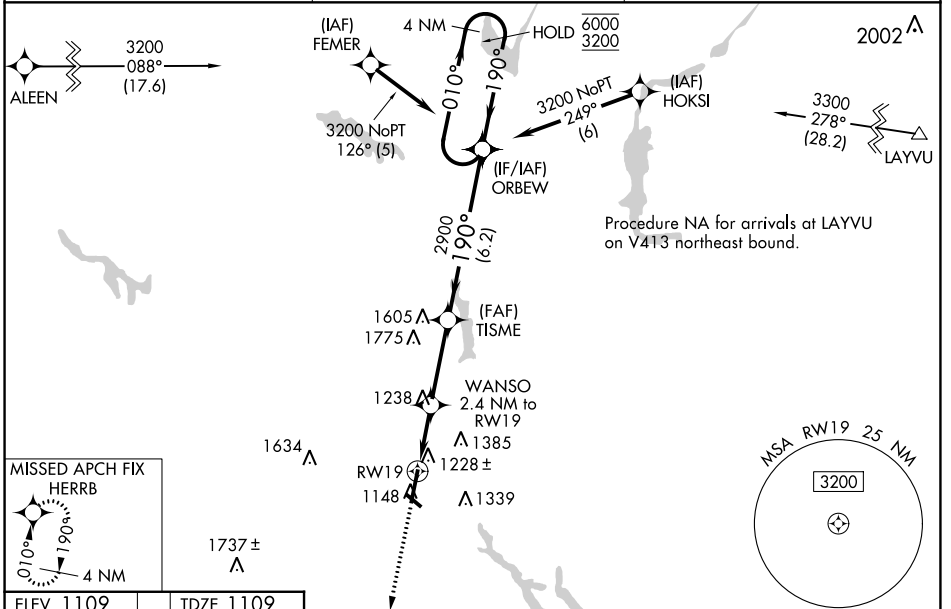 (IAF)
FEMER
4 NM
HOLD
6000
3200
2002
3200
088°
(17.6)
ALEEN
010°
190°
3200 NoPT
126° (5)
3200 NoPT
249°
(6)
(IAF)
HOKSI
3300
278°
(28.2)
LAYVU
(IF/IAF)
ORBEW
Procedure NA for arrivals at LAYVU
on V413 northeast bound.
2900
190°
(6.2)
1605
1775
(FAF)
TISME
1238
WANSO
2.4 NM to
RW19
1385
1634
1228 ±
RW19
1148
1339
MSA RW19 25 NM
3200
MISSED APCH FIX
HERRB
010°
190°
4 NM
1737 ±
ELEV 1109
TDZE 1109